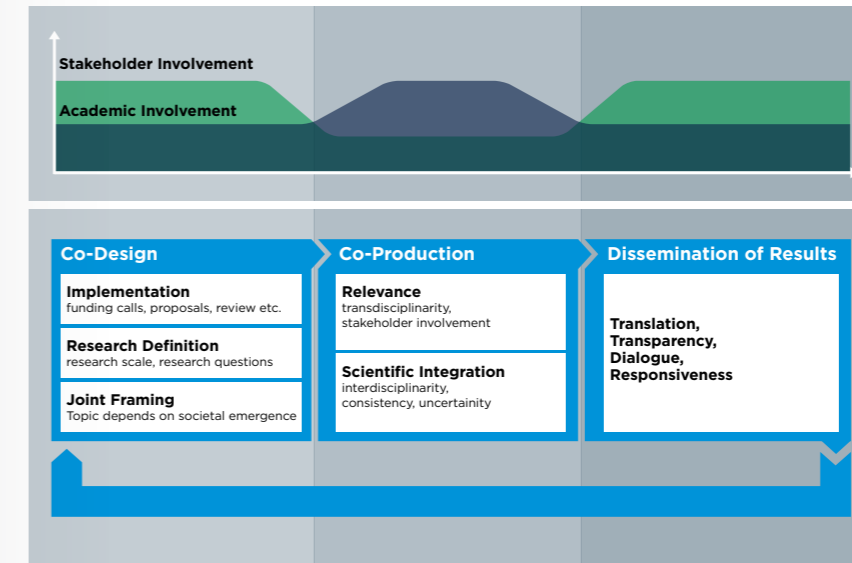 Stakeholder Involvement
Academic Involvement
Co-Design
Implementation
funding calls, proposals, review etc.
Research Definition
research scale, research questions
Joint Framing
Topic depends on societal emergence
Co-Production
Relevance
transdisciplinarity,
stakeholder involvement
Scientific Integration
interdisciplinarity,
consistency, uncertainity
Dissemination of Results
Translation,
Transparency,
Dialogue,
Responsiveness